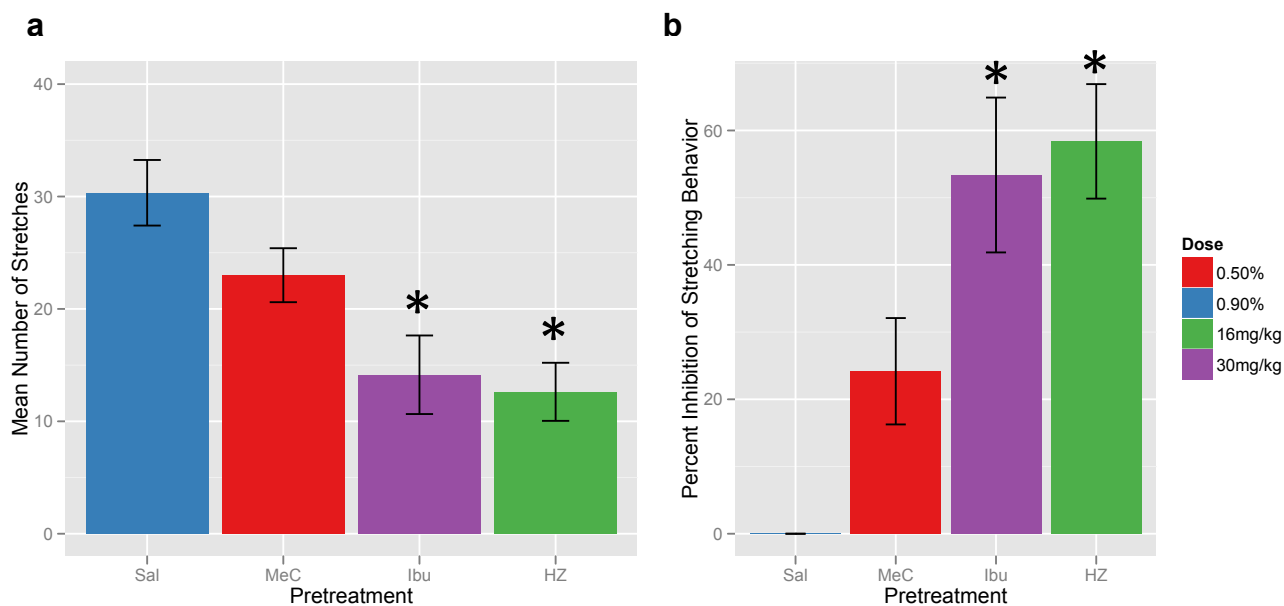 a
Mean Number of Stretches
40
30
20
10
0
*
*
Sal MeC Ibu HZ
Pretreatment
b
Percent Inhibition of Stretching Behavior
60
40
20
0
*
*
Sal MeC Ibu HZ
Pretreatment
Dose
0.50%
0.90%
16mg/kg
30mg/kg